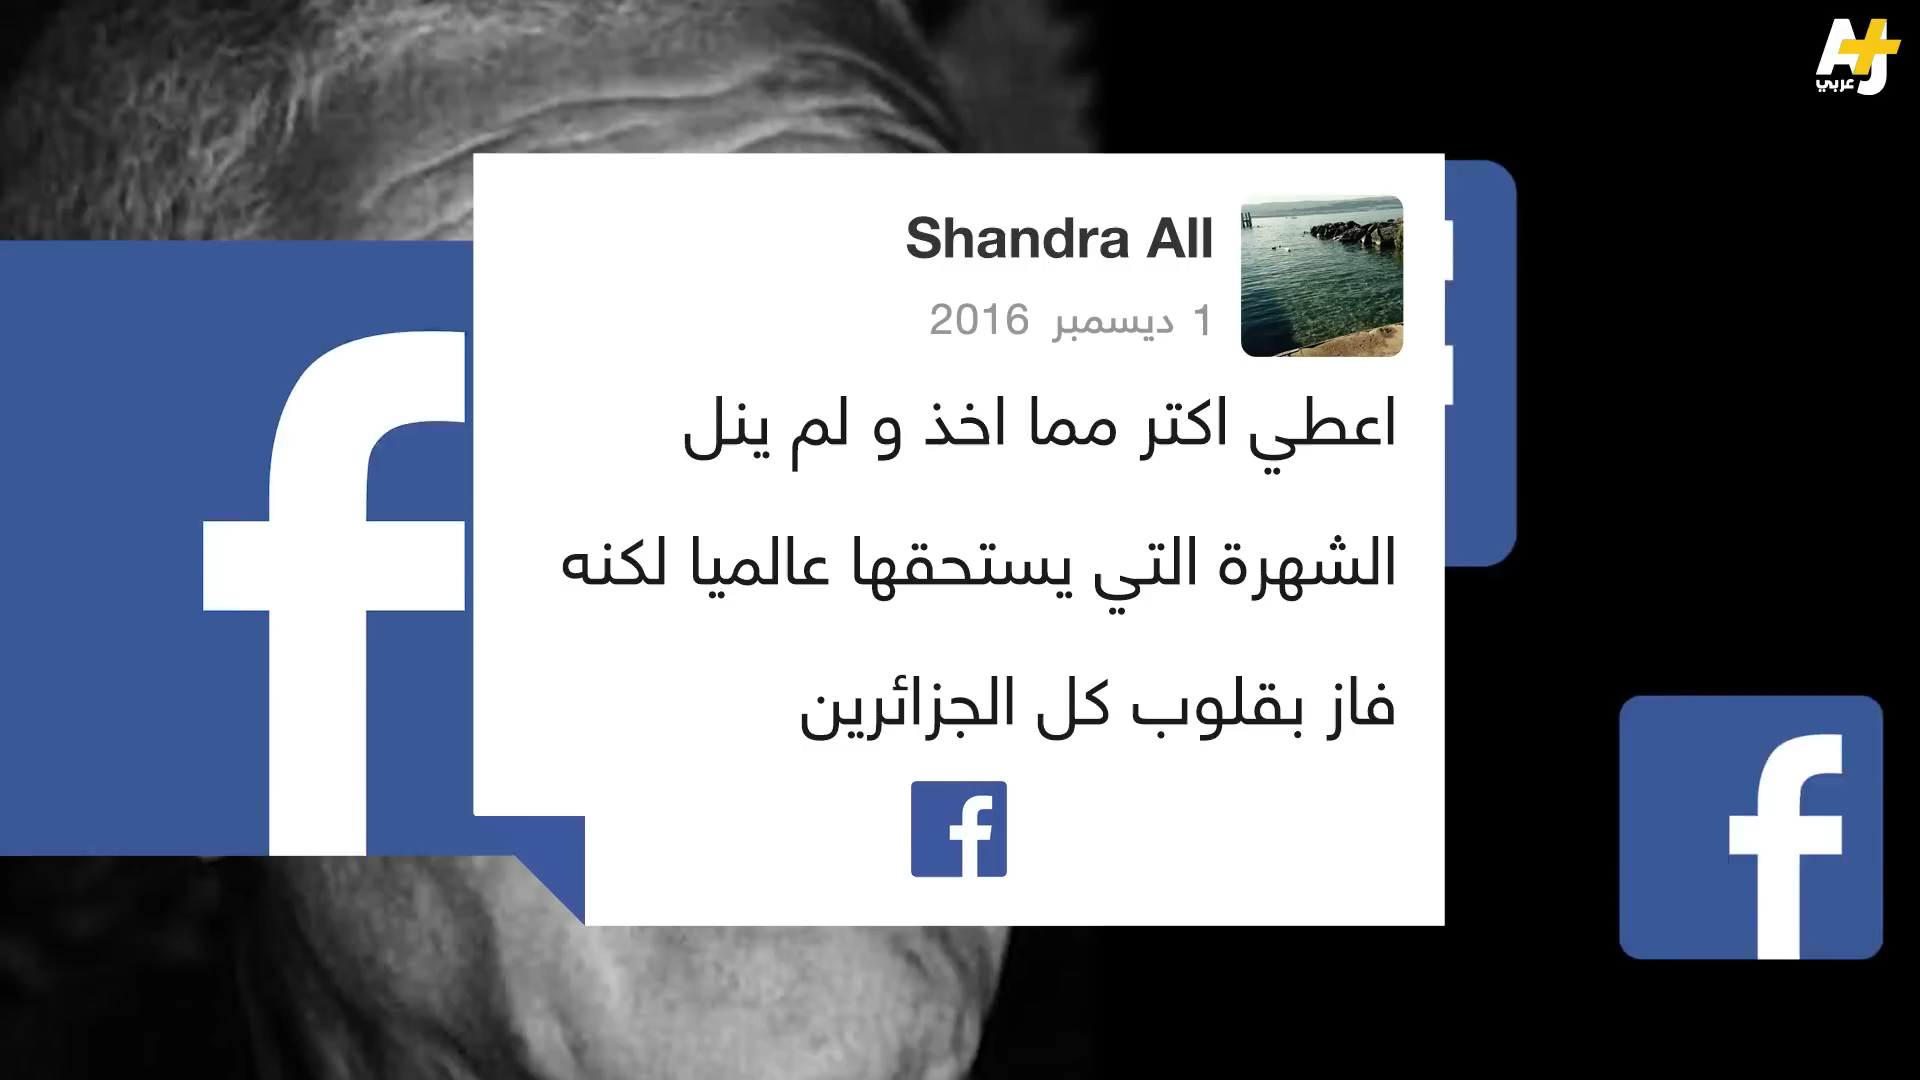 عربي
Shandra All
1 ديسمبر 2016
اعطي اكتر مما اخذ و لم ينل
الشهرة التي يستحقها عالميا لكنه
فاز بقلوب كل الجزائرين